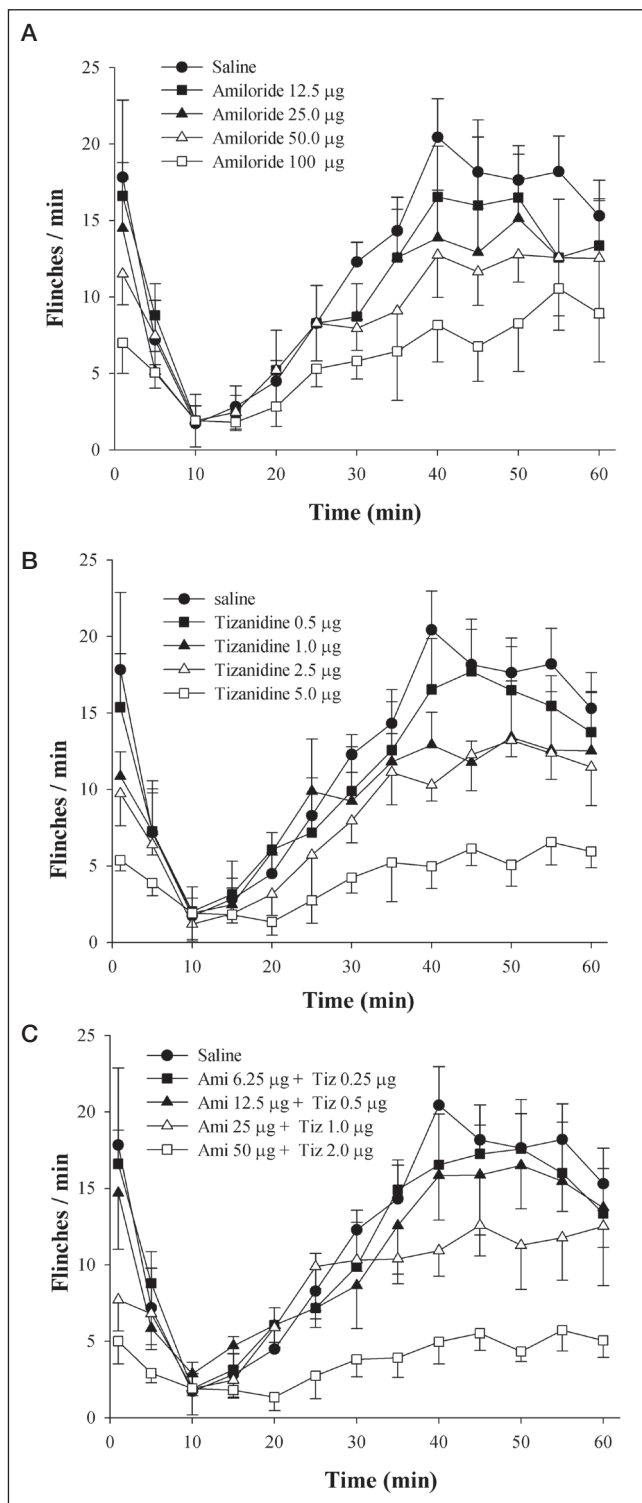 A
25
20
15
10
5
0
Flinches / min
Saline
Amiloride 12.5 µg
Amiloride 25.0 µg
Amiloride 50.0 µg
Amiloride 100 µg
0 10 20 30 40 50 60
Time (min)
B
25
20
15
10
5
0
Flinches / min
saline
Tizanidine 0.5 µg
Tizanidine 1.0 µg
Tizanidine 2.5 µg
Tizanidine 5.0 µg
0 10 20 30 40 50 60
Time (min)
C
25
20
15
10
5
0
Flinches / min
Saline
Ami 6.25 µg + Tiz 0.25 µg
Ami 12.5 µg + Tiz 0.5 µg
Ami 25 µg + Tiz 1.0 µg
Ami 50 µg + Tiz 2.0 µg
0 10 20 30 40 50 60
Time (min)